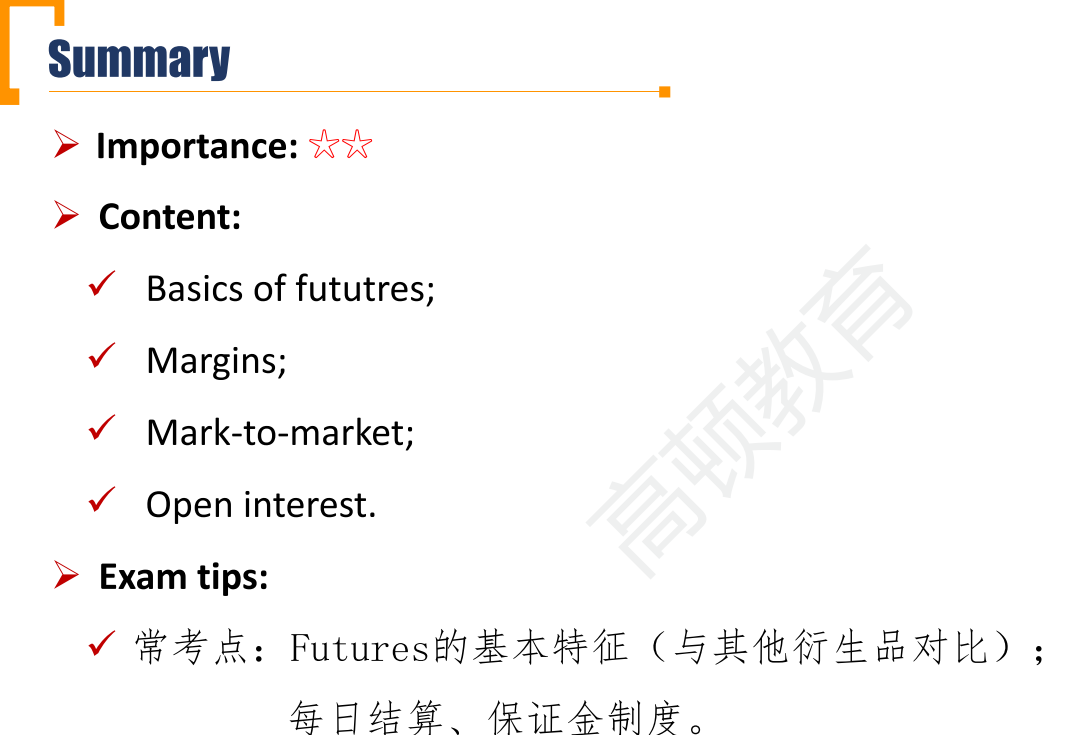 Summary
Importance: ☆☆
Content:
Basics of fututres;
Margins;
Mark-to-market;
Open interest.
Exam tips:
常考点：Futures的基本特征（与其他衍生品对比）；
每日结算、保证金制度。
高顿教育